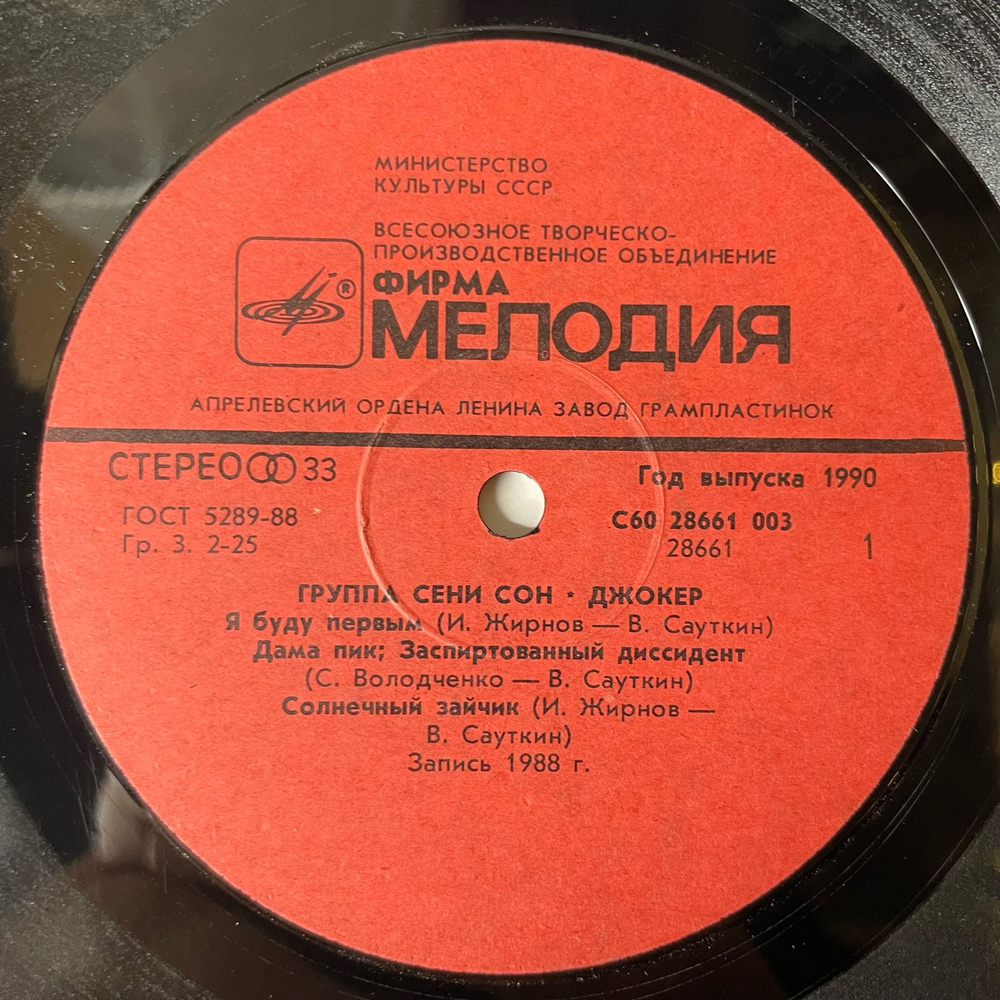 МИНИСТЕРСТВО
КУЛЬТУРЫ СССР
ВСЕСОЮЗНОЕ ТВОРЧЕСКО-
ПРОИЗВОДСТВЕННОЕ ОБЪЕДИНЕНИЕ
ФИРМА
®
МЕЛОДИЯ
АПРЕЛЕВСКИЙ ОРДЕНА ЛЕНИНА ЗАВОД ГРАМПЛАСТИНОК
СТЕРЕО 33 Год выпуска 1990
ГОСТ 5289-88 С60 28661 003
Гр. 3. 2-25 28661 1
ГРУППА СЕНИ СОН · ДЖОКЕР
Я буду первым (И. Жирнов — В. Сауткин)
Дама пик; Заспиртованный диссидент
(С. Володченко — В. Сауткин)
Солнечный зайчик (И. Жирнов —
В. Сауткин)
Запись 1988 г.